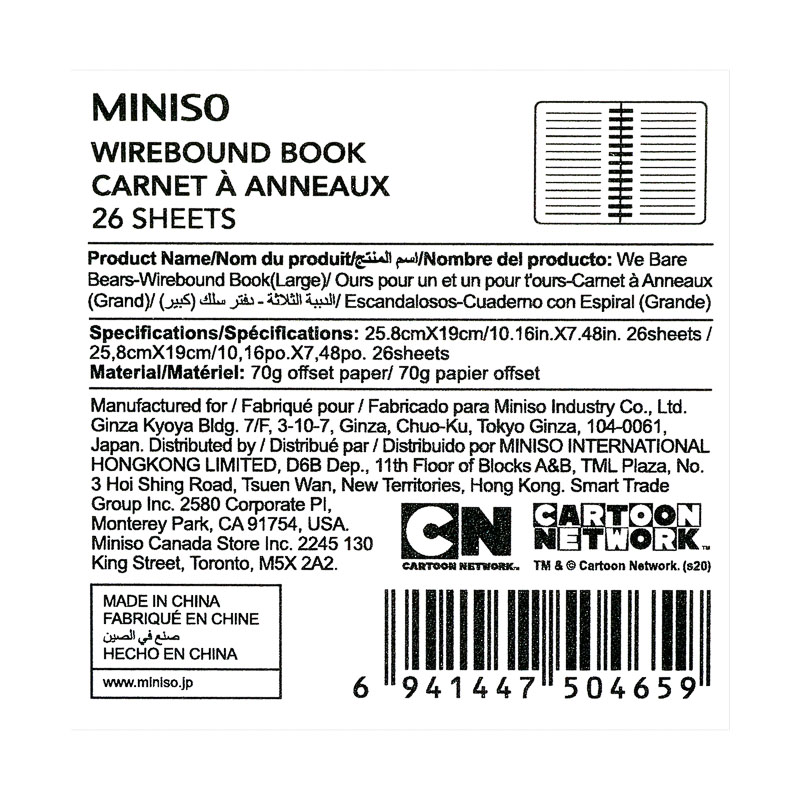 MINISO
WIREBOUND BOOK
CARNET À ANNEAUX
26 SHEETS
Product Name/Nom du produit/اسم المنتج/Nombre del producto: We Bare
Bears-Wirebound Book(Large)/ Ours pour un et un pour t'ours-Carnet à Anneaux
(Grand)/ الدببة الثلاثة - دفتر سلك (كبير)/ Escandalosos-Cuaderno con Espiral (Grande)
Specifications/Spécifications: 25.8cmX19cm/10.16in.X7.48in. 26sheets /
25,8cmX19cm/10,16po.X7,48po. 26sheets
Material/Matériel: 70g offset paper/ 70g papier offset
Manufactured for / Fabriqué pour / Fabricado para Miniso Industry Co., Ltd.
Ginza Kyoya Bldg. 7/F, 3-10-7, Ginza, Chuo-Ku, Tokyo Ginza, 104-0061,
Japan. Distributed by / Distribué par / Distribuido por MINISO INTERNATIONAL
HONGKONG LIMITED, D6B Dep., 11th Floor of Blocks A&B, TML Plaza, No.
3 Hoi Shing Road, Tsuen Wan, New Territories, Hong Kong. Smart Trade
Group Inc. 2580 Corporate Pl,
Monterey Park, CA 91754, USA.
Miniso Canada Store Inc. 2245 130
King Street, Toronto, M5X 2A2.
CN
CARTOON NETWORK™
CARTOON
NETWORK™
TM & © Cartoon Network. (s20)
MADE IN CHINA
FABRIQUÉ EN CHINE
صنع في الصين
HECHO EN CHINA
www.miniso.jp
6 941447 504659